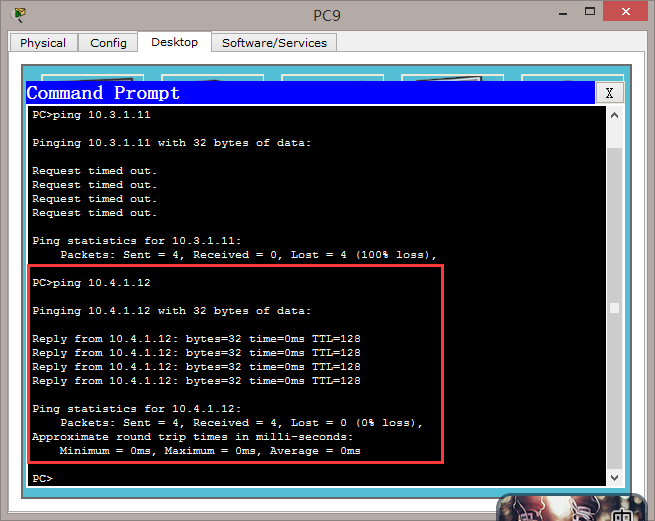 PC9
Physical Config Desktop Software/Services
Command Prompt X
PC>ping 10.3.1.11
Pinging 10.3.1.11 with 32 bytes of data:
Request timed out.
Request timed out.
Request timed out.
Request timed out.
Ping statistics for 10.3.1.11:
Packets: Sent = 4, Received = 0, Lost = 4 (100% loss),
PC>ping 10.4.1.12
Pinging 10.4.1.12 with 32 bytes of data:
Reply from 10.4.1.12: bytes=32 time=0ms TTL=128
Reply from 10.4.1.12: bytes=32 time=0ms TTL=128
Reply from 10.4.1.12: bytes=32 time=0ms TTL=128
Reply from 10.4.1.12: bytes=32 time=0ms TTL=128
Ping statistics for 10.4.1.12:
Packets: Sent = 4, Received = 4, Lost = 0 (0% loss),
Approximate round trip times in milli-seconds:
Minimum = 0ms, Maximum = 0ms, Average = 0ms
PC>